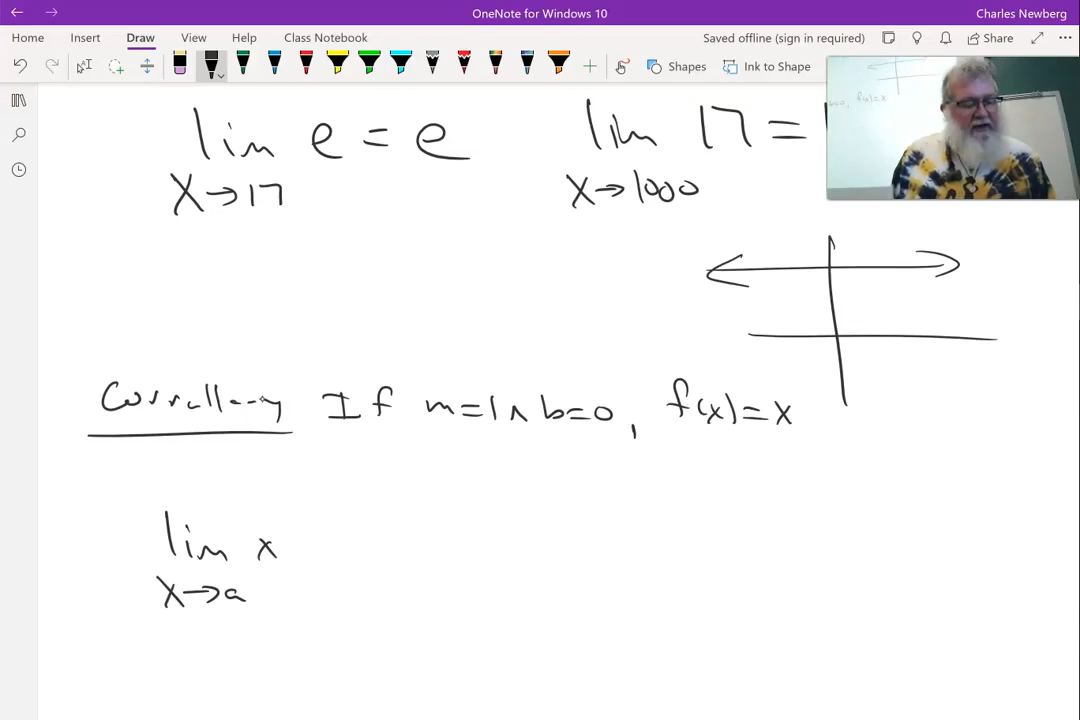 OneNote for Windows 10
Charles Newberg
Home Insert Draw View Help Class Notebook
Saved offline (sign in required)
Share
Shapes
Ink to Shape
lim e = e
x→17
lim 17 =
x→1000
Corrollary If m=1 ∧ b=0, f(x)=x
lim x
x→a